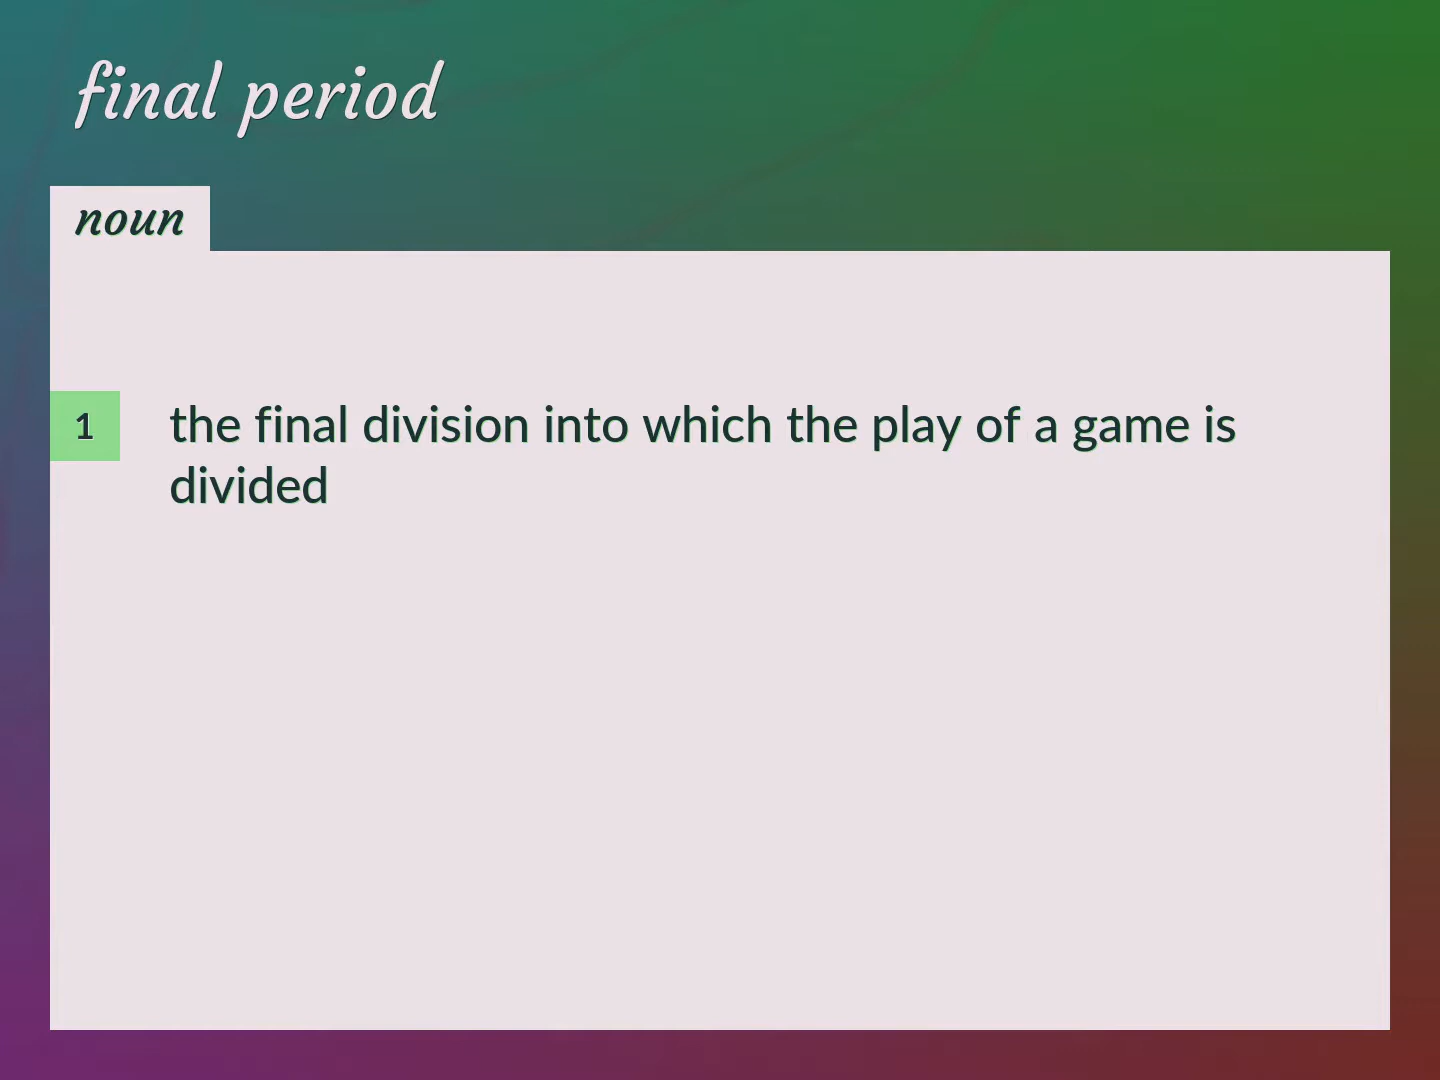 final period
noun
1 the final division into which the play of a game is
divided